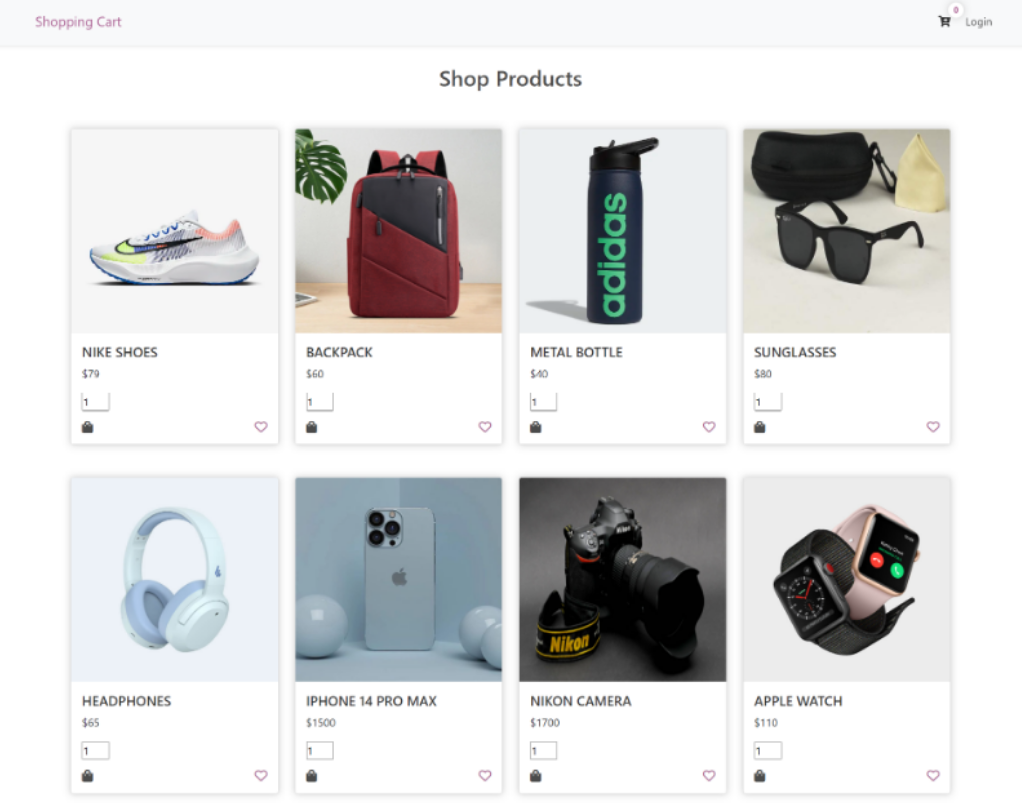 Shopping Cart
0
Login
Shop Products
adidas
NIKE SHOES
$79
1
BACKPACK
$60
1
METAL BOTTLE
$40
1
SUNGLASSES
$80
1
Nikon
Nikon
HEADPHONES
$65
1
IPHONE 14 PRO MAX
$1500
1
NIKON CAMERA
$1700
1
APPLE WATCH
$110
1